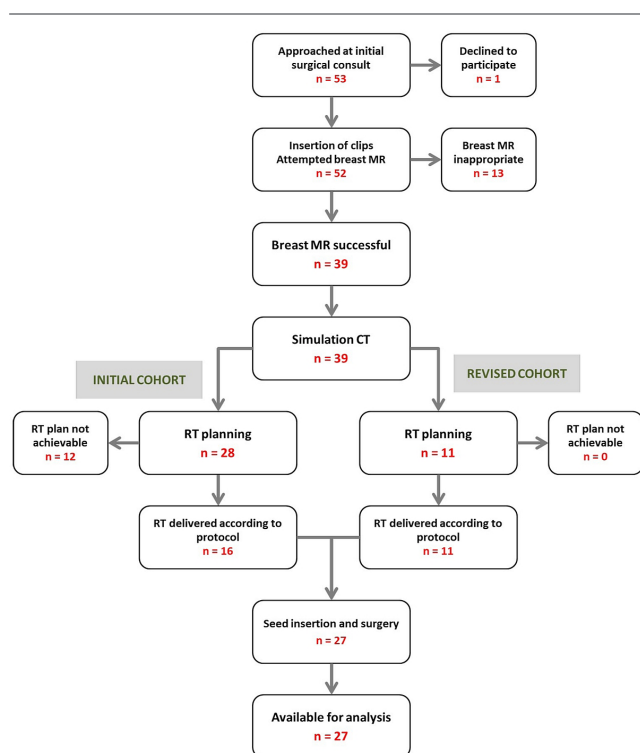 Approached at initial
surgical consult
n = 53
Declined to
participate
n = 1
Insertion of clips
Attempted breast MR
n = 52
Breast MR
inappropriate
n = 13
Breast MR successful
n = 39
Simulation CT
n = 39
INITIAL COHORT
REVISED COHORT
RT plan not
achievable
n = 12
RT planning
n = 28
RT planning
n = 11
RT plan not
achievable
n = 0
RT delivered according to
protocol
n = 16
RT delivered according to
protocol
n = 11
Seed insertion and surgery
n = 27
Available for analysis
n = 27